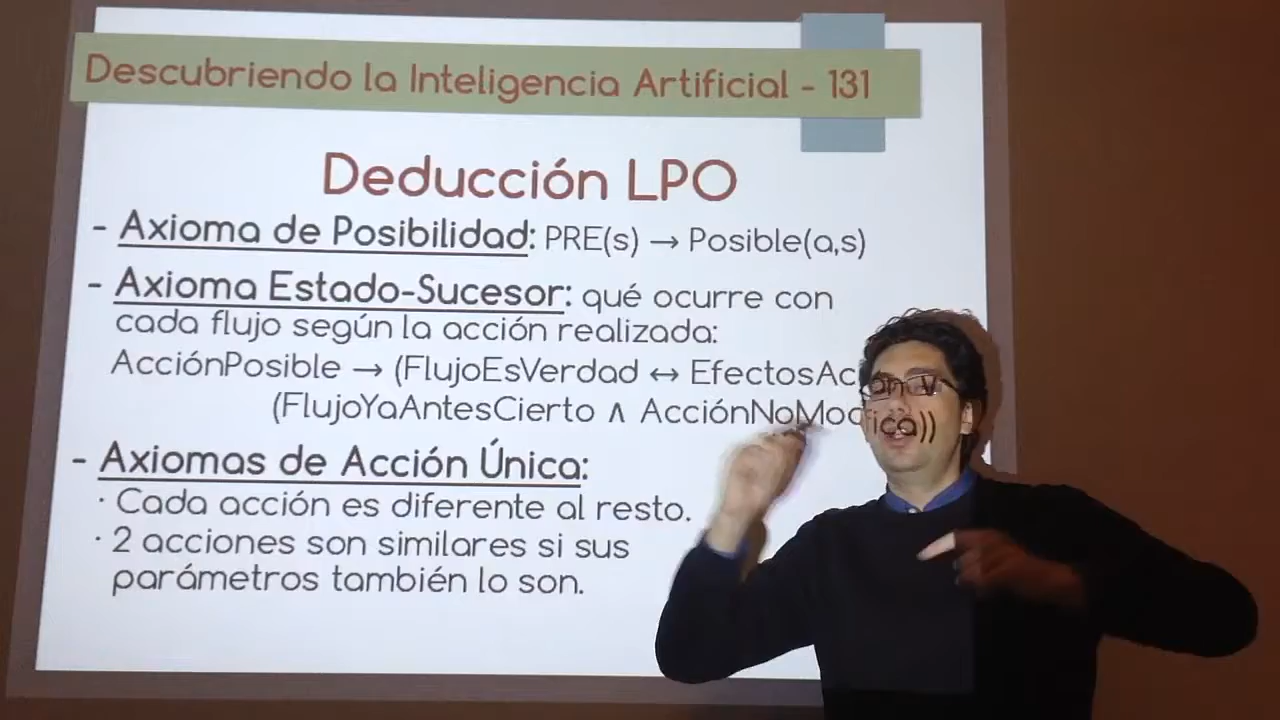 Descubriendo la Inteligencia Artificial - 131
Deducción LPO
- Axioma de Posibilidad: PRE(s) → Posible(a,s)
- Axioma Estado-Sucesor: qué ocurre con
cada flujo según la acción realizada:
AcciónPosible → (FlujoEsVerdad ↔
(FlujoYaAntesCierto ∧ AcciónNoModifica))
- Axiomas de Acción Única:
· Cada acción es diferente al resto.
· 2 acciones son similares si sus
parámetros también lo son.